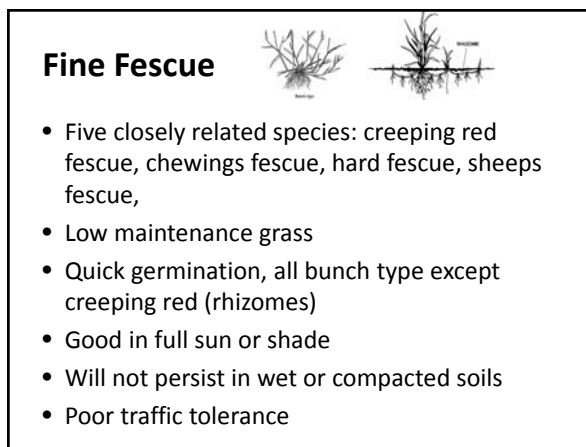 Fine Fescue
RHIZOME
• Five closely related species: creeping red
fescue, chewings fescue, hard fescue, sheeps
fescue,
• Low maintenance grass
• Quick germination, all bunch type except
creeping red (rhizomes)
• Good in full sun or shade
• Will not persist in wet or compacted soils
• Poor traffic tolerance